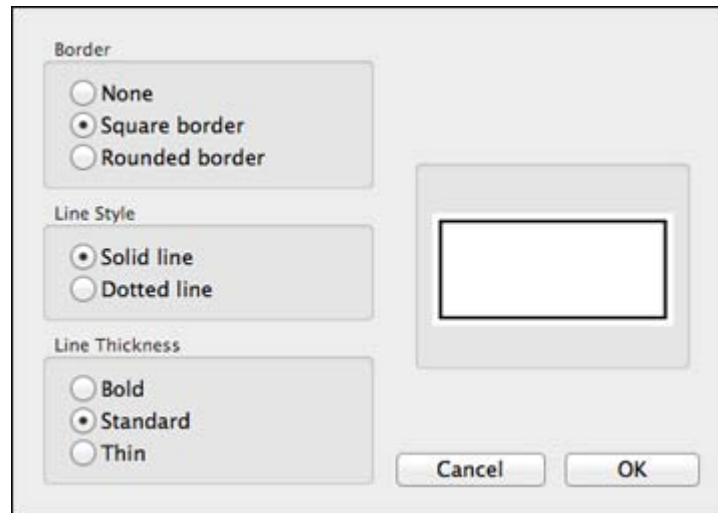 Border
None
Square border
Rounded border
Line Style
Solid line
Dotted line
Line Thickness
Bold
Standard
Thin
Cancel
OK